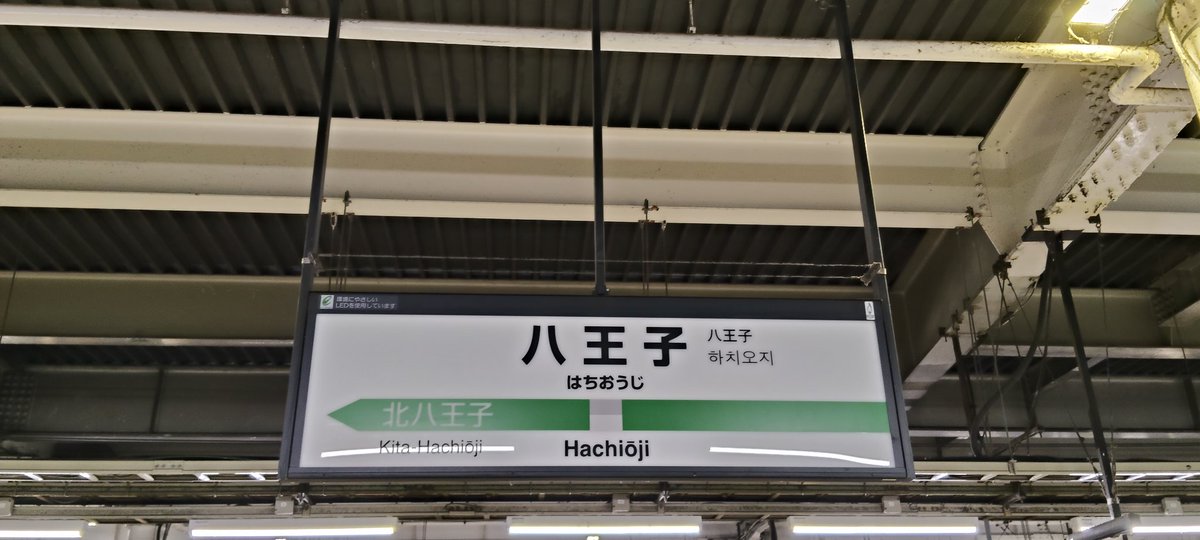 環境にやさしい
LEDを使用しています
八王子
八王子
하치오지
はちおうじ
北八王子
Kita-Hachiōji
Hachiōji